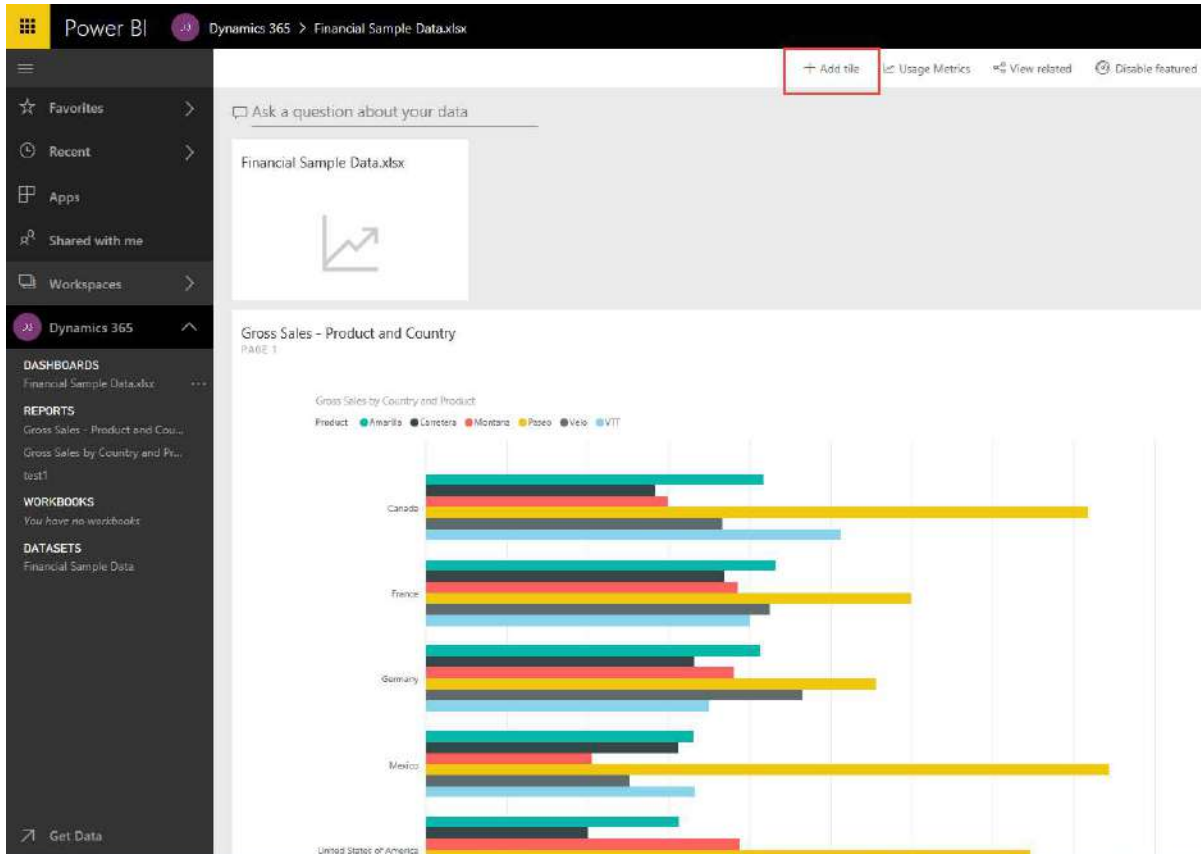 Power BI
Dynamics 365 > Financial Sample Data.xlsx
+ Add tile Usage Metrics View related Disable featured
Favorites
Recent
Apps
Shared with me
Workspaces
Dynamics 365
DASHBOARDS
Financial Sample Data.xlsx ...
REPORTS
Gross Sales - Product and Cou...
Gross Sales by Country and Pr...
test1
WORKBOOKS
You have no workbooks
DATASETS
Financial Sample Data
Get Data
Ask a question about your data
Financial Sample Data.xlsx
Gross Sales - Product and Country
PAGE 1
Gross Sales by Country and Product
Product Amarilla Carretera Montana Paseo Velo VTT
Canada
France
Germany
Mexico
United States of America